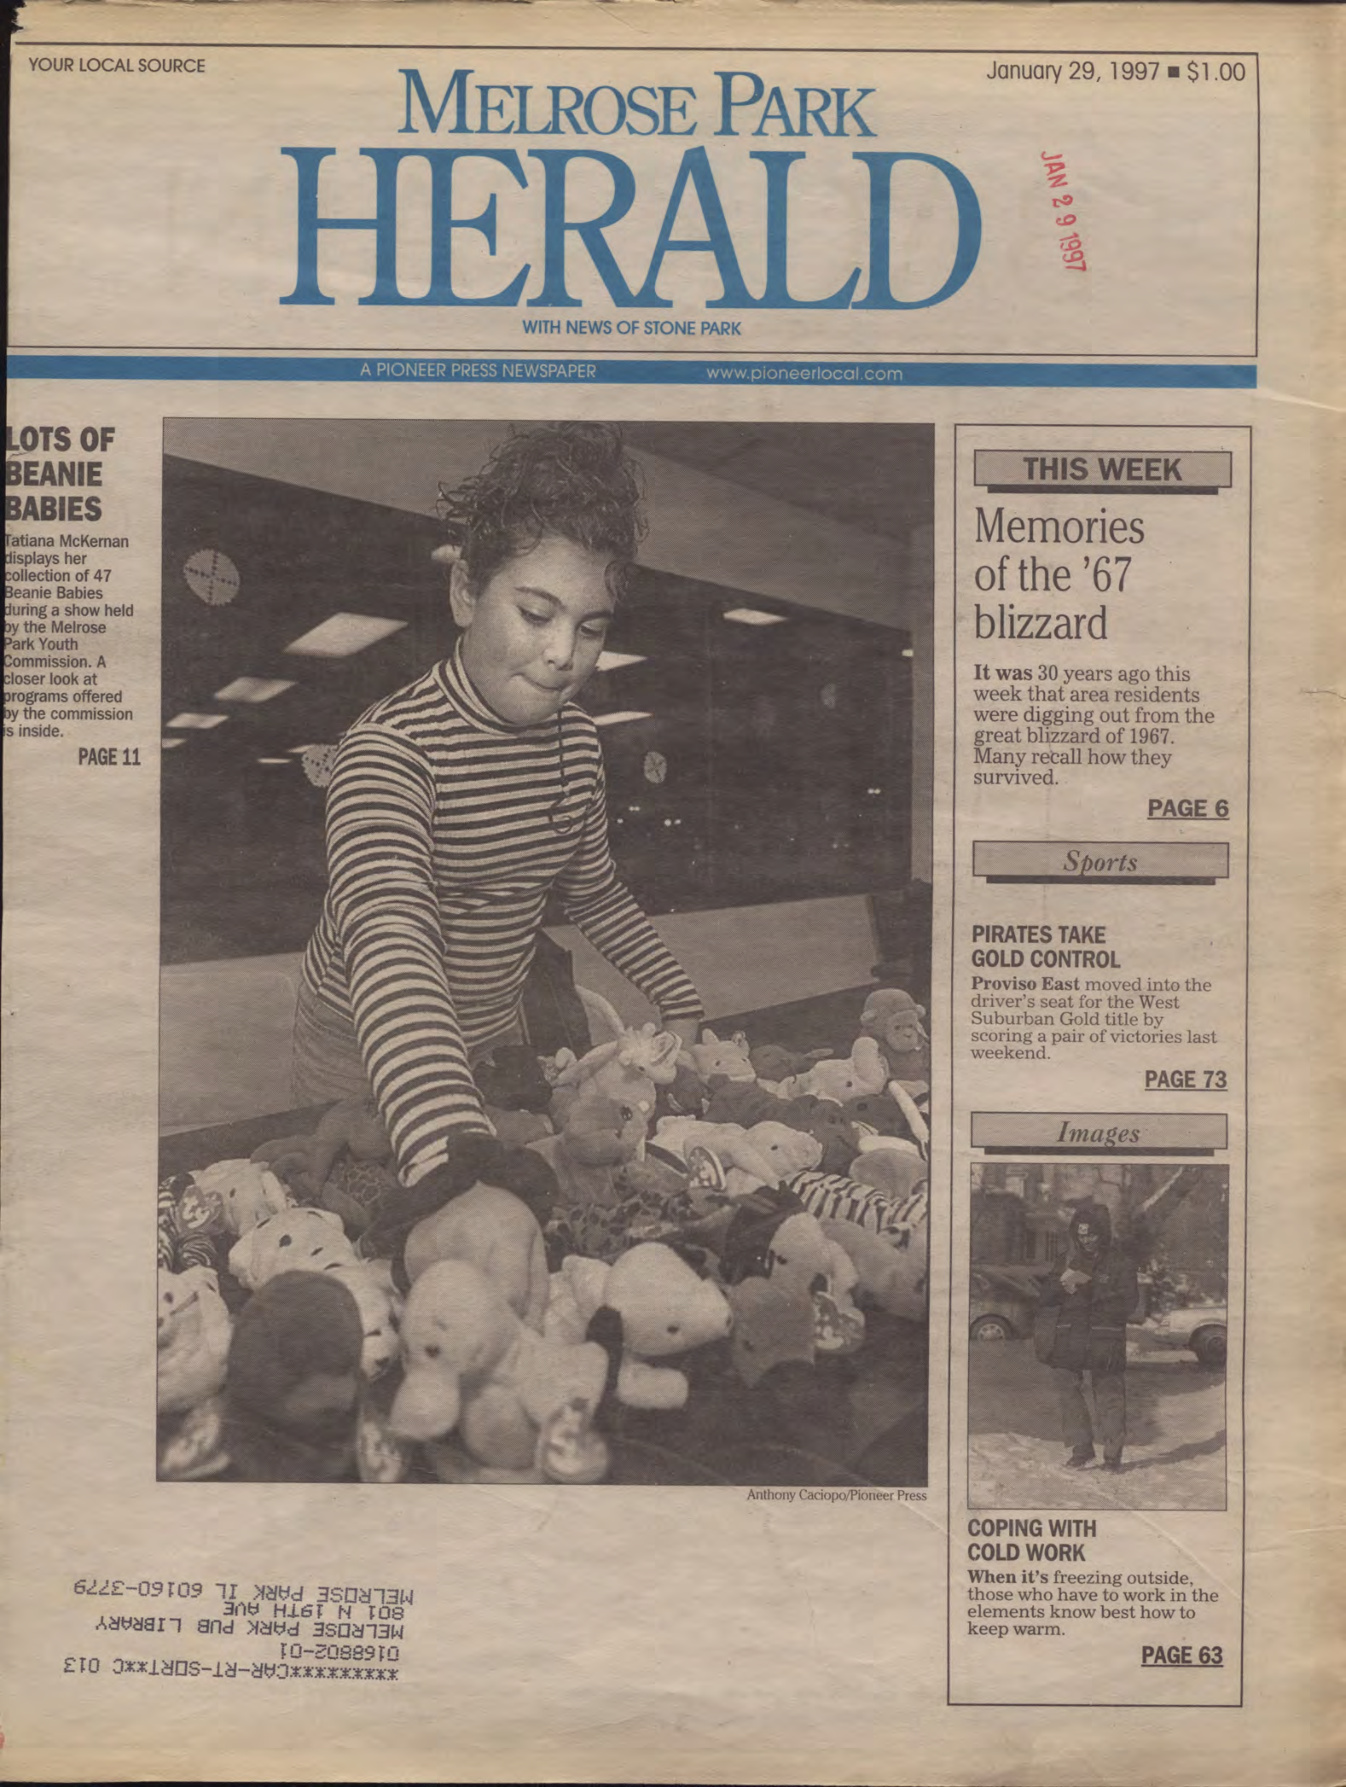 YOUR LOCAL SOURCE
January 29, 1997 ■ $1.00
MELROSE PARK
HERALD
JAN 29 1997
WITH NEWS OF STONE PARK
A PIONEER PRESS NEWSPAPER
www.pioneerlocal.com
LOTS OF
BEANIE
BABIES
Tatiana McKernan
displays her
collection of 47
Beanie Babies
during a show held
by the Melrose
Park Youth
Commission. A
closer look at
programs offered
by the commission
is inside.
PAGE 11
Anthony Caciopo/Pioneer Press
THIS WEEK
Memories
of the ’67
blizzard
It was 30 years ago this
week that area residents
were digging out from the
great blizzard of 1967.
Many recall how they
survived.
PAGE 6
Sports
PIRATES TAKE
GOLD CONTROL
Proviso East moved into the
driver's seat for the West
Suburban Gold title by
scoring a pair of victories last
weekend.
PAGE 73
Images
COPING WITH
COLD WORK
When it's freezing outside,
those who have to work in the
elements know best how to
keep warm.
PAGE 63
**********CAR-RT-SORT**C 013
0168802-01
MELROSE PARK PUB LIBRARY
801 N 19TH AVE
MELROSE PARK IL 60160-3779